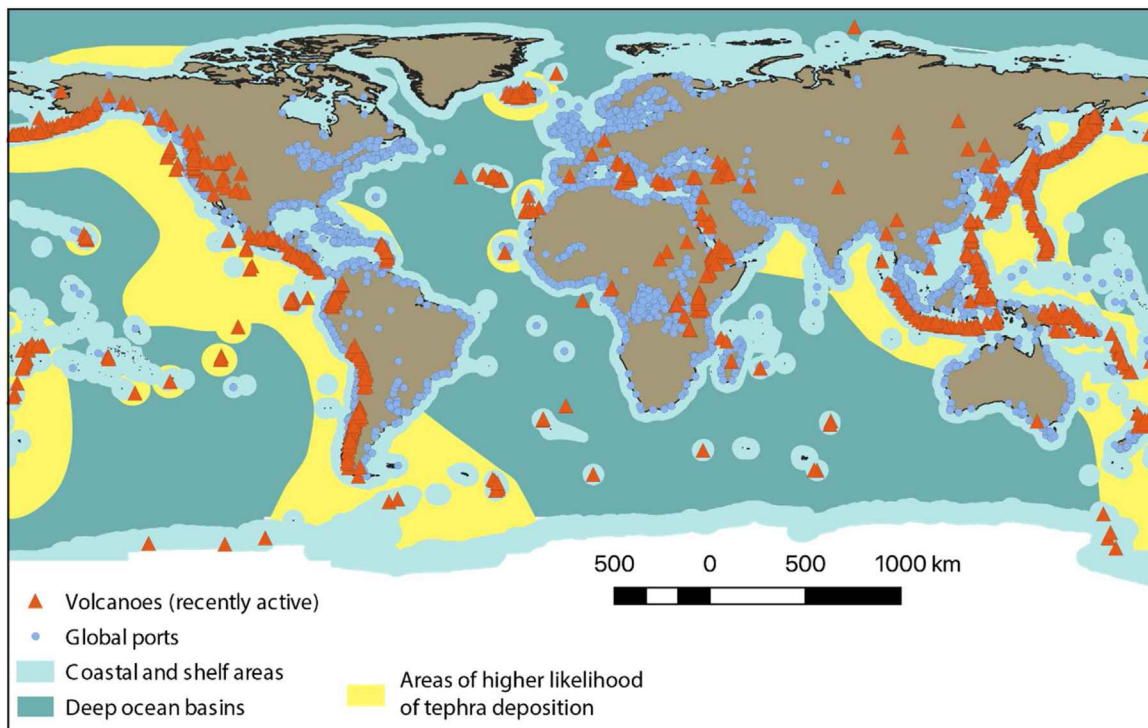 500 0 500 1000 km
Volcanoes (recently active)
Global ports
Coastal and shelf areas
Deep ocean basins
Areas of higher likelihood
of tephra deposition